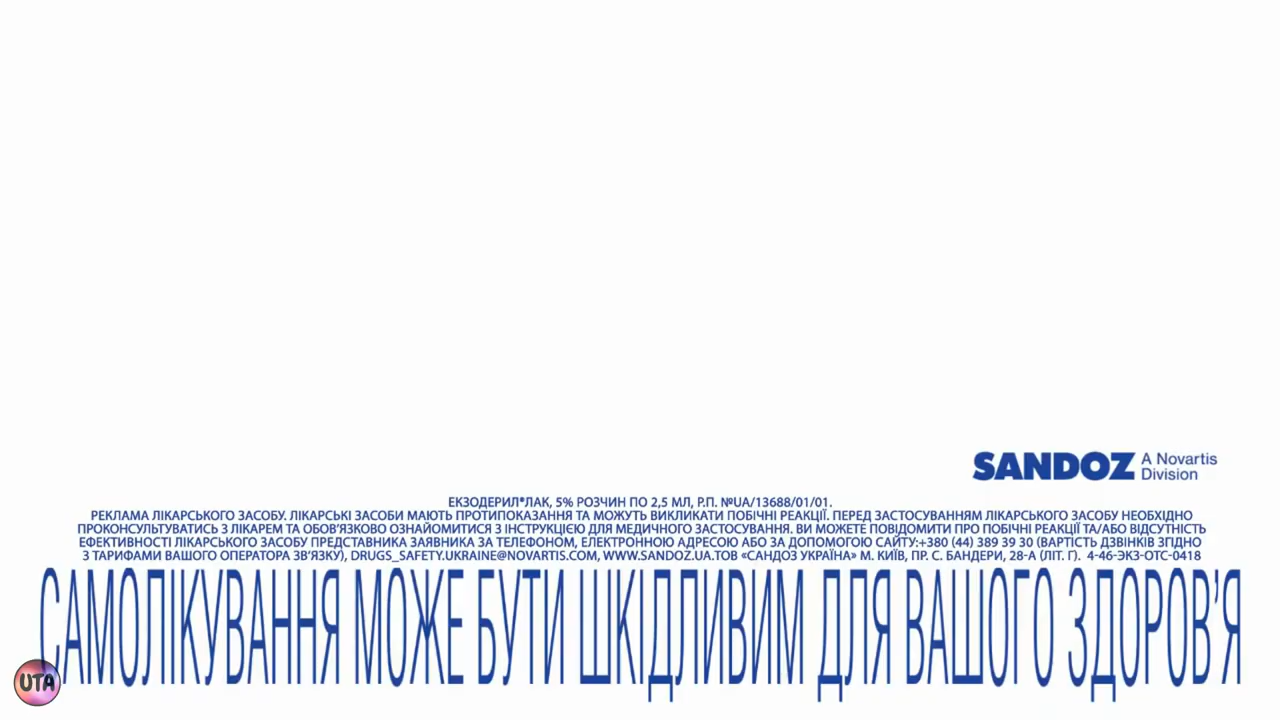 SANDOZ A Novartis
Division
ЕКЗОДЕРИЛ®ЛАК, 5% РОЗЧИН ПО 2,5 МЛ, Р.П. №UA/13688/01/01.
РЕКЛАМА ЛІКАРСЬКОГО ЗАСОБУ. ЛІКАРСЬКІ ЗАСОБИ МАЮТЬ ПРОТИПОКАЗАННЯ ТА МОЖУТЬ ВИКЛИКАТИ ПОБІЧНІ РЕАКЦІЇ. ПЕРЕД ЗАСТОСУВАННЯМ ЛІКАРСЬКОГО ЗАСОБУ НЕОБХІДНО
ПРОКОНСУЛЬТУВАТИСЬ З ЛІКАРЕМ ТА ОБОВ'ЯЗКОВО ОЗНАЙОМИТИСЯ З ІНСТРУКЦІЄЮ ДЛЯ МЕДИЧНОГО ЗАСТОСУВАННЯ. ВИ МОЖЕТЕ ПОВІДОМИТИ ПРО ПОБІЧНІ РЕАКЦІЇ ТА/АБО ВІДСУТНІСТЬ
ЕФЕКТИВНОСТІ ЛІКАРСЬКОГО ЗАСОБУ ПРЕДСТАВНИКА ЗАЯВНИКА ЗА ТЕЛЕФОНОМ, ЕЛЕКТРОННОЮ АДРЕСОЮ АБО ЗА ДОПОМОГОЮ САЙТУ:+380 (44) 389 39 30 (ВАРТІСТЬ ДЗВІНКІВ ЗГІДНО
З ТАРИФАМИ ВАШОГО ОПЕРАТОРА ЗВ'ЯЗКУ), DRUGS_SAFETY.UKRAINE@NOVARTIS.COM, WWW.SANDOZ.UA.ТОВ «САНДОЗ УКРАЇНА» М. КИЇВ, ПР. С. БАНДЕРИ, 28-А (ЛІТ. Г). 4-46-ЭКЗ-ОТС-0418
САМОЛІКУВАННЯ МОЖЕ БУТИ ШКІДЛИВИМ ДЛЯ ВАШОГО ЗДОРОВ'Я
UTA